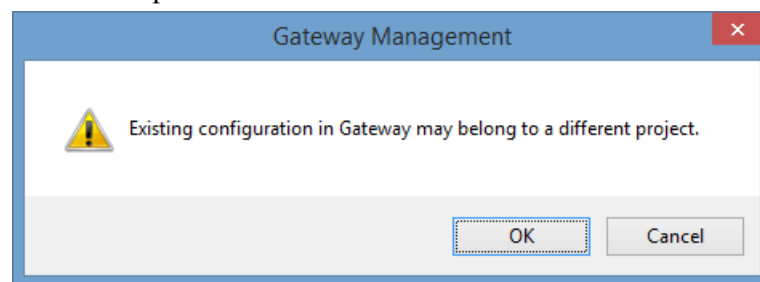 Gateway Management
Existing configuration in Gateway may belong to a different project.
OK
Cancel